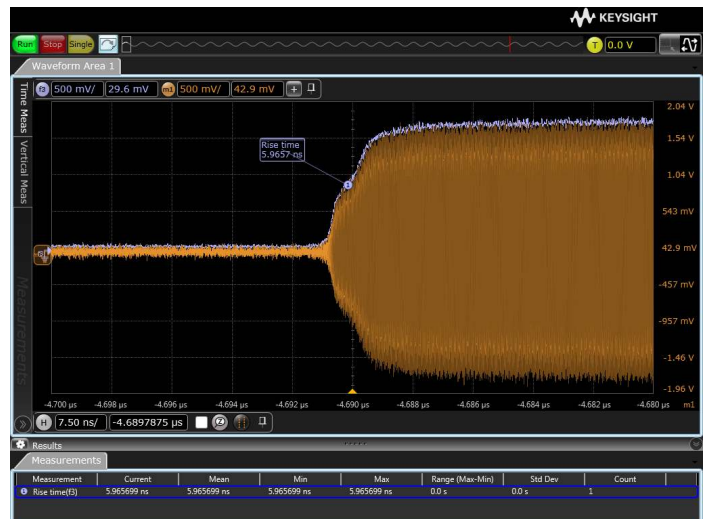 KEYSIGHT
Run Stop Single T 0.0 V
Waveform Area 1
Time Meas
Vertical Meas
Measurements
f3 500 mV/ 29.6 mV m1 500 mV/ 42.9 mV +
Rise time
5.9657 ns
1
2.04 V
1.54 V
1.04 V
543 mV
42.9 mV
-457 mV
-957 mV
-1.46 V
-1.96 V
-4.700 µs -4.698 µs -4.696 µs -4.694 µs -4.692 µs -4.690 µs -4.688 µs -4.686 µs -4.684 µs -4.682 µs -4.680 µs m1
H 7.50 ns/ -4.6897875 µs
Results
Measurements
Measurement Current Mean Min Max Range (Max-Min) Std Dev Count
1 Rise time(f3) 5.965699 ns 5.965699 ns 5.965699 ns 5.965699 ns 0.0 s 0.0 s 1